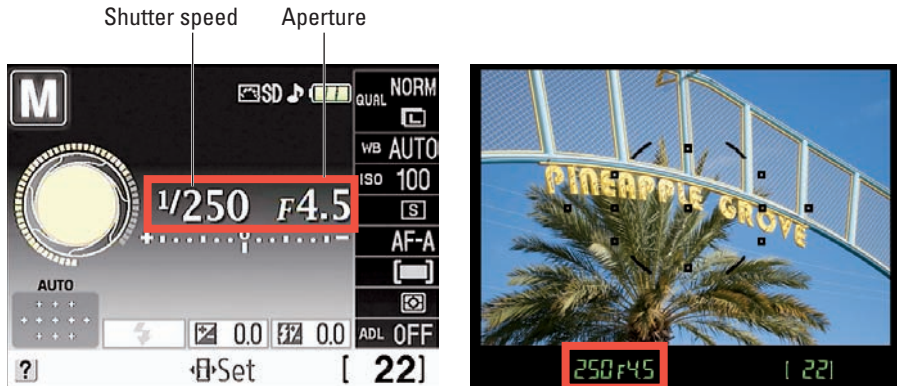 Shutter speed Aperture
M
SD
QUAL NORM
L
WB AUTO
ISO 100
1/250 F4.5
S
+ -
AF-A
AUTO
0.0 0.0
ADL OFF
? Set [ 22]
PINEAPPLE GROVE
250 F4.5 [ 22]